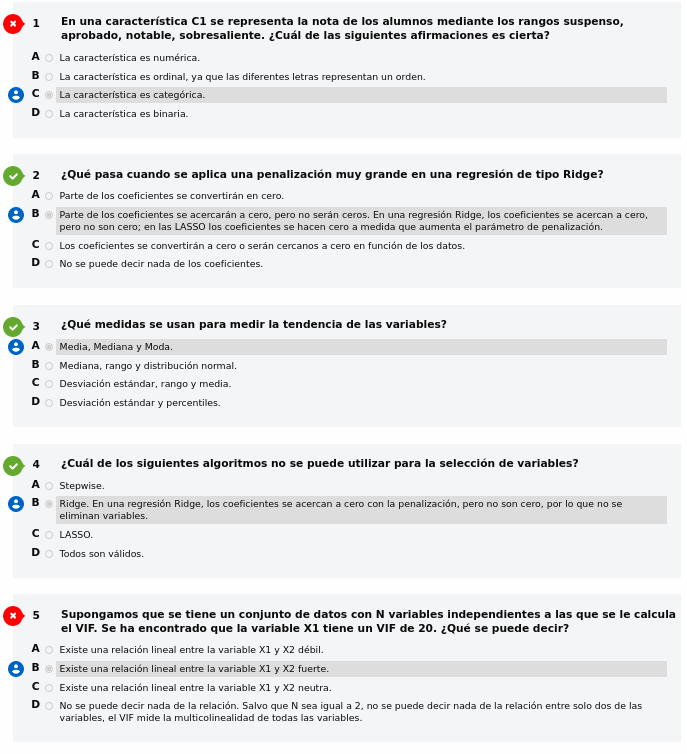 1 En una característica C1 se representa la nota de los alumnos mediante los rangos suspenso,
aprobado, notable, sobresaliente. ¿Cuál de las siguientes afirmaciones es cierta?
A La característica es numérica.
B La característica es ordinal, ya que las diferentes letras representan un orden.
C La característica es categórica.
D La característica es binaria.
2 ¿Qué pasa cuando se aplica una penalización muy grande en una regresión de tipo Ridge?
A Parte de los coeficientes se convertirán en cero.
B Parte de los coeficientes se acercarán a cero, pero no serán ceros. En una regresión Ridge, los coeficientes se acercan a cero,
pero no son cero; en las LASSO los coeficientes se hacen cero a medida que aumenta el parámetro de penalización.
C Los coeficientes se convertirán a cero o serán cercanos a cero en función de los datos.
D No se puede decir nada de los coeficientes.
3 ¿Qué medidas se usan para medir la tendencia de las variables?
A Media, Mediana y Moda.
B Mediana, rango y distribución normal.
C Desviación estándar, rango y media.
D Desviación estándar y percentiles.
4 ¿Cuál de los siguientes algoritmos no se puede utilizar para la selección de variables?
A Stepwise.
B Ridge. En una regresión Ridge, los coeficientes se acercan a cero con la penalización, pero no son cero, por lo que no se
eliminan variables.
C LASSO.
D Todos son válidos.
5 Supongamos que se tiene un conjunto de datos con N variables independientes a las que se le calcula
el VIF. Se ha encontrado que la variable X1 tiene un VIF de 20. ¿Qué se puede decir?
A Existe una relación lineal entre la variable X1 y X2 débil.
B Existe una relación lineal entre la variable X1 y X2 fuerte.
C Existe una relación lineal entre la variable X1 y X2 neutra.
D No se puede decir nada de la relación. Salvo que N sea igual a 2, no se puede decir nada de la relación entre solo dos de las
variables, el VIF mide la multicolinealidad de todas las variables.